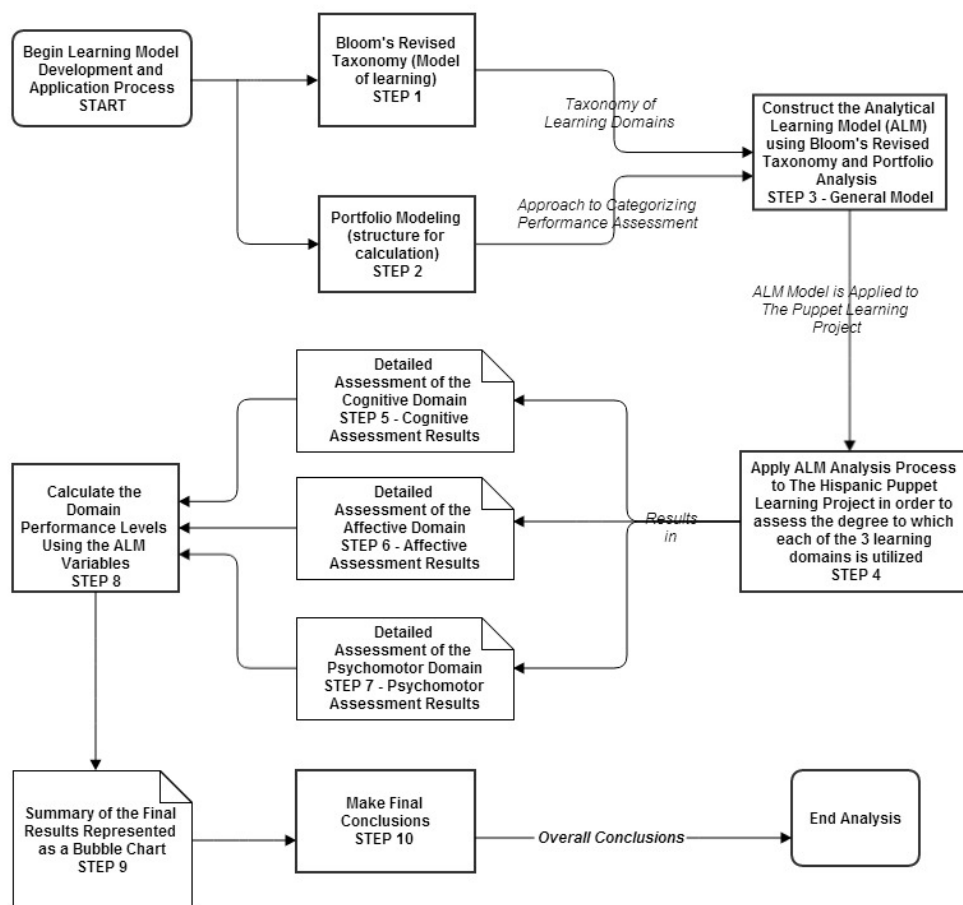 Begin Learning Model
Development and
Application Process
START
Bloom's Revised
Taxonomy (Model
of learning)
STEP 1
Taxonomy of
Learning Domains
Portfolio Modeling
(structure for
calculation)
STEP 2
Approach to Categorizing
Performance Assessment
Construct the Analytical
Learning Model (ALM)
using Bloom's Revised
Taxonomy and Portfolio
Analysis
STEP 3 - General Model
ALM Model is Applied to
The Puppet Learning
Project
Apply ALM Analysis Process
to The Hispanic Puppet
Learning Project in order to
assess the degree to which
each of the 3 learning
domains is utilized
STEP 4
Results
in
Detailed
Assessment of the
Cognitive Domain
STEP 5 - Cognitive
Assessment Results
Detailed
Assessment of the
Affective Domain
STEP 6 - Affective
Assessment Results
Detailed
Assessment of the
Psychomotor Domain
STEP 7 - Psychomotor
Assessment Results
Calculate the
Domain
Performance Levels
Using the ALM
Variables
STEP 8
Summary of the Final
Results Represented
as a Bubble Chart
STEP 9
Make Final
Conclusions
STEP 10
Overall Conclusions
End Analysis